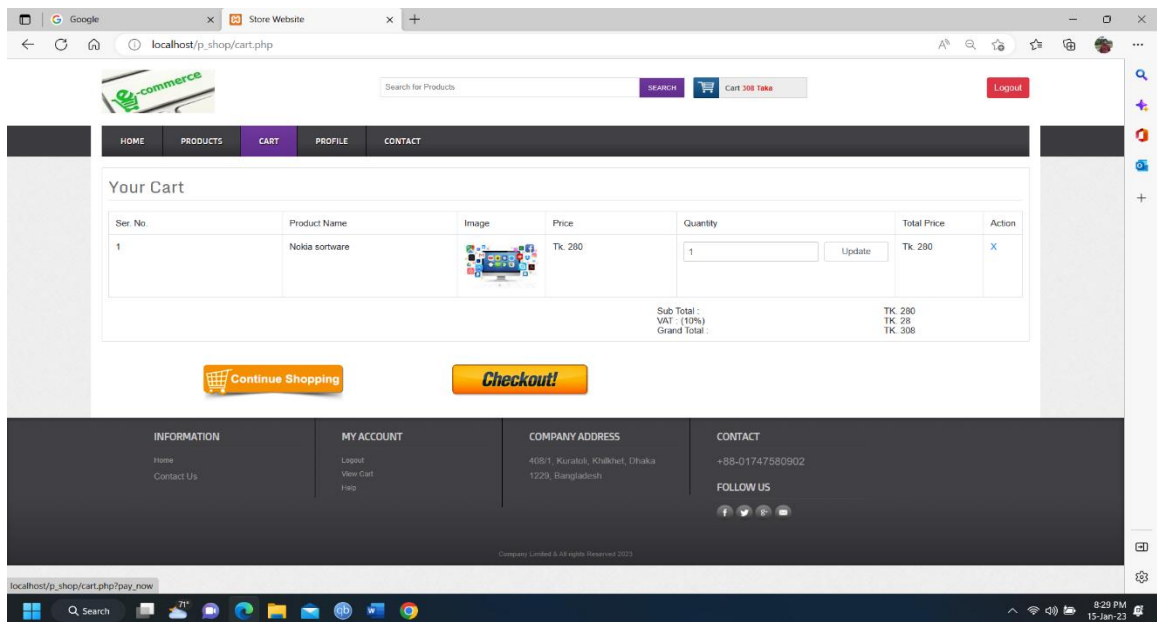 Google
Store Website
localhost/p_shop/cart.php
e-commerce
Search for Products
SEARCH
Cart 308 Taka
Logout
HOME PRODUCTS CART PROFILE CONTACT
Your Cart
Ser. No. Product Name Image Price Quantity Total Price Action
1 Nokia sortware Tk. 280 1 Update Tk. 280 X
Sub Total : TK. 280
VAT : (10%) TK. 28
Grand Total : TK. 308
Continue Shopping
Checkout!
INFORMATION
Home
Contact Us
MY ACCOUNT
Logout
View Cart
Help
COMPANY ADDRESS
408/1, Kuratoli, Khilkhet, Dhaka
1229, Bangladesh
CONTACT
+88-01747580902
FOLLOW US
Company Limited & All rights Reserved 2023
localhost/p_shop/cart.php?pay_now
Search
71°
qb
W
8:29 PM
15-Jan-23